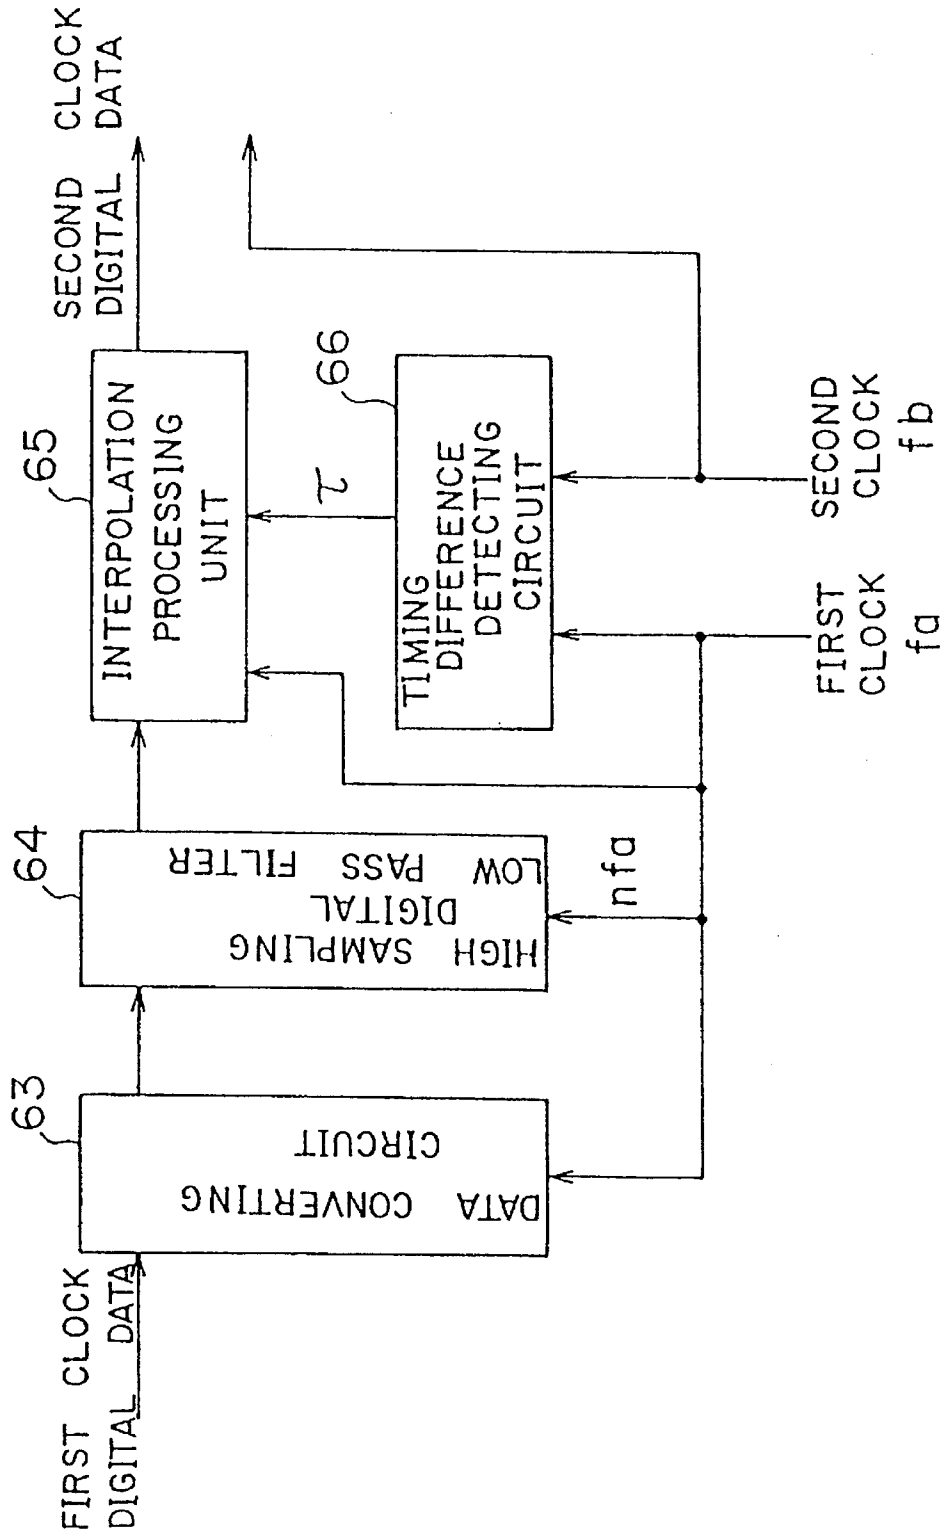 FIRST CLOCK
DIGITAL DATA
63
DATA CONVERTING
CIRCUIT
64
HIGH SAMPLING
DIGITAL
LOW PASS FILTER
nfa
65
INTERPOLATION
PROCESSING
UNIT
τ
66
TIMING
DIFFERENCE
DETECTING
CIRCUIT
SECOND CLOCK
DIGITAL DATA
FIRST
CLOCK
fa
SECOND
CLOCK
fb